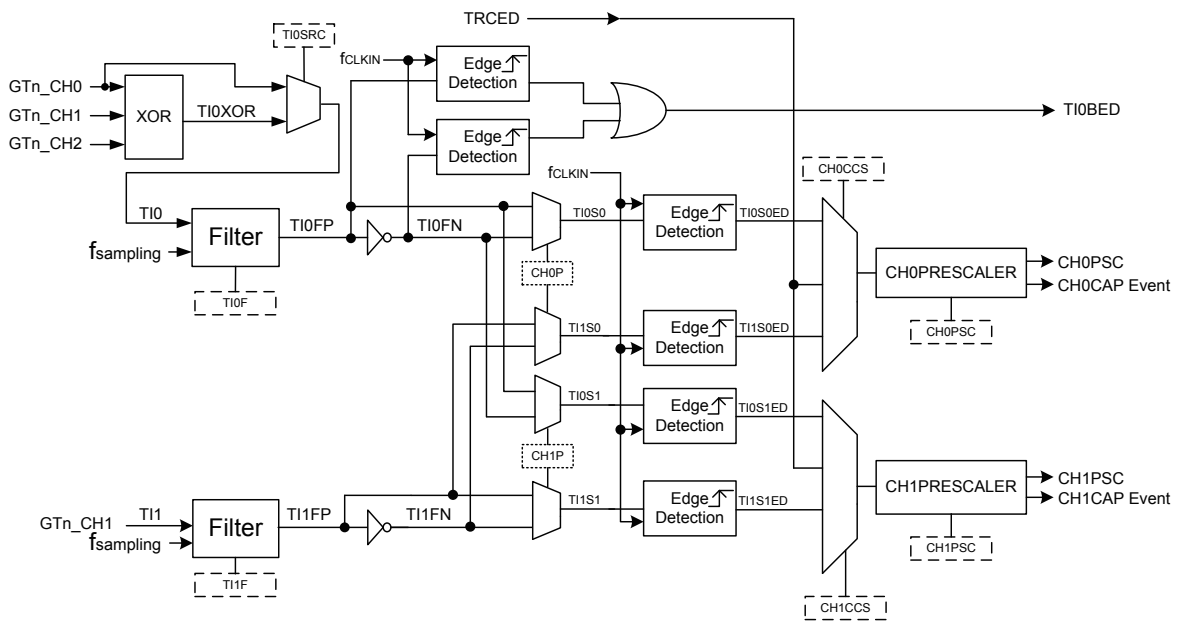 TRCED
TI0SRC
fCLKIN
Edge
Detection
GTn_CH0
GTn_CH1
GTn_CH2
XOR
TI0XOR
TI0BED
Edge
Detection
fCLKIN
CH0CCS
TI0
fsampling
Filter
TI0FP
TI0FN
TI0S0
Edge
Detection
TI0S0ED
CH0P
TI0F
CH0PRESCALER
CH0PSC
CH0CAP Event
CH0PSC
TI1S0
Edge
Detection
TI1S0ED
TI0S1
Edge
Detection
TI0S1ED
CH1P
GTn_CH1
TI1
fsampling
Filter
TI1FP
TI1FN
TI1S1
Edge
Detection
TI1S1ED
TI1F
CH1PRESCALER
CH1PSC
CH1CAP Event
CH1PSC
CH1CCS